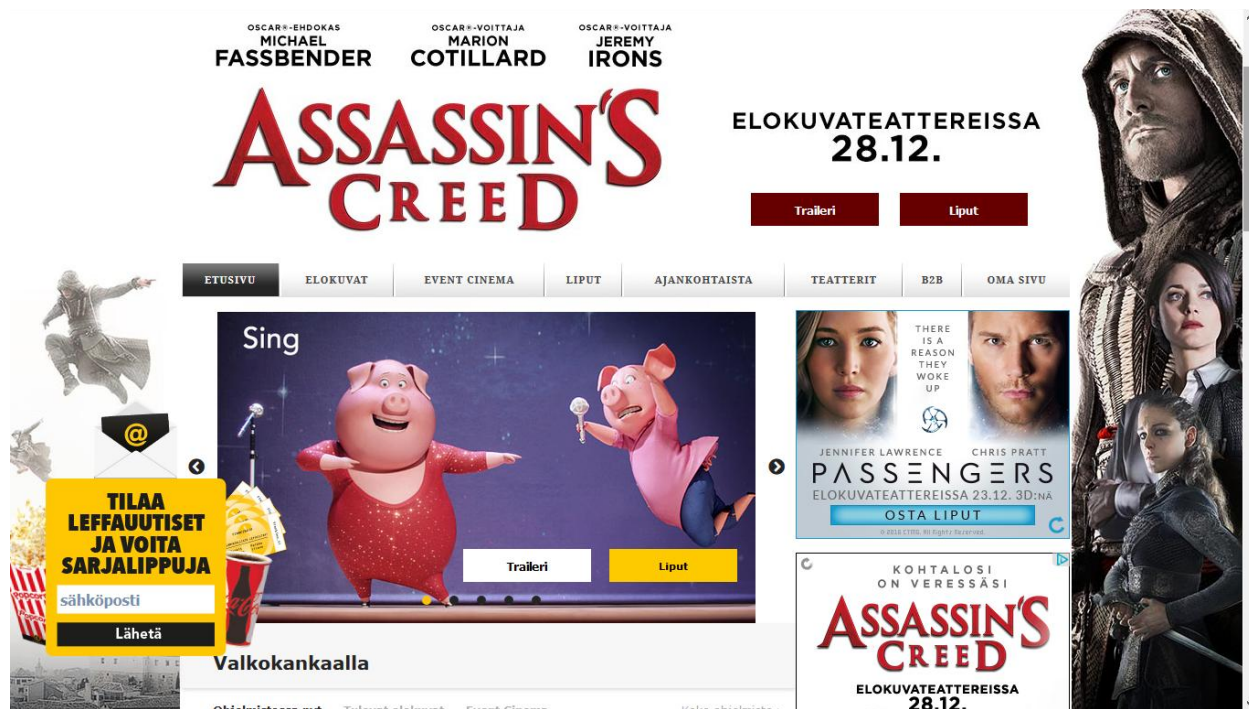 OSCAR®-EHDOKAS
MICHAEL
FASSBENDER
OSCAR®-VOITTAJA
MARION
COTILLARD
OSCAR®-VOITTAJA
JEREMY
IRONS
ASSASSIN'S
CREED
ELOKUVATEATTEREISSA
28.12.
Traileri
Liput
ETUSIVU
ELOKUVAT
EVENT CINEMA
LIPUT
AJANKOHTAISTA
TEATTERIT
B2B
OMA SIVU
Sing
Traileri
Liput
THERE
IS A
REASON
THEY
WOKE
UP
JENNIFER LAWRENCE
CHRIS PRATT
PASSENGERS
ELOKUVATEATTEREISSA 23.12. 3D:NÄ
OSTA LIPUT
@
TILAA
LEFFAUUTISET
JA VOITA
SARJALIPPUJA
sähköposti
Lähetä
KOHTALOSI
ON VERESSÄSI
ASSASSIN'S
CREED
ELOKUVATEATTEREISSA
28.12.
Valkokankaalla